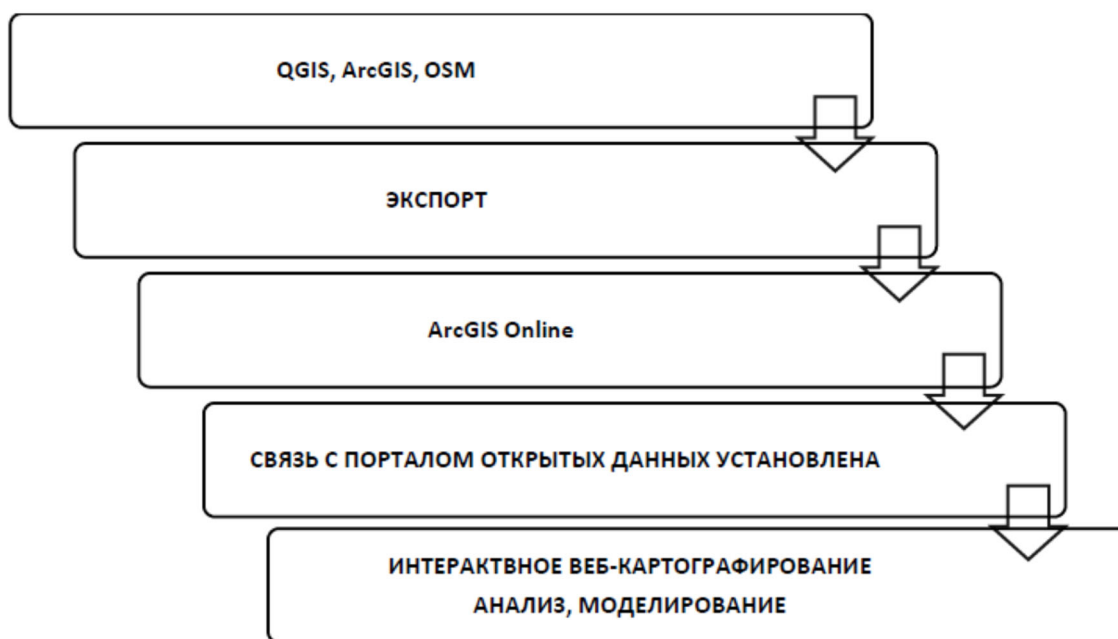 QGIS, ArcGIS, OSM
ЭКСПОРТ
ArcGIS Online
СВЯЗЬ С ПОРТАЛОМ ОТКРЫТЫХ ДАННЫХ УСТАНОВЛЕНА
ИНТЕРАКТВНОЕ ВЕБ-КАРТОГРАФИРОВАНИЕ
АНАЛИЗ, МОДЕЛИРОВАНИЕ